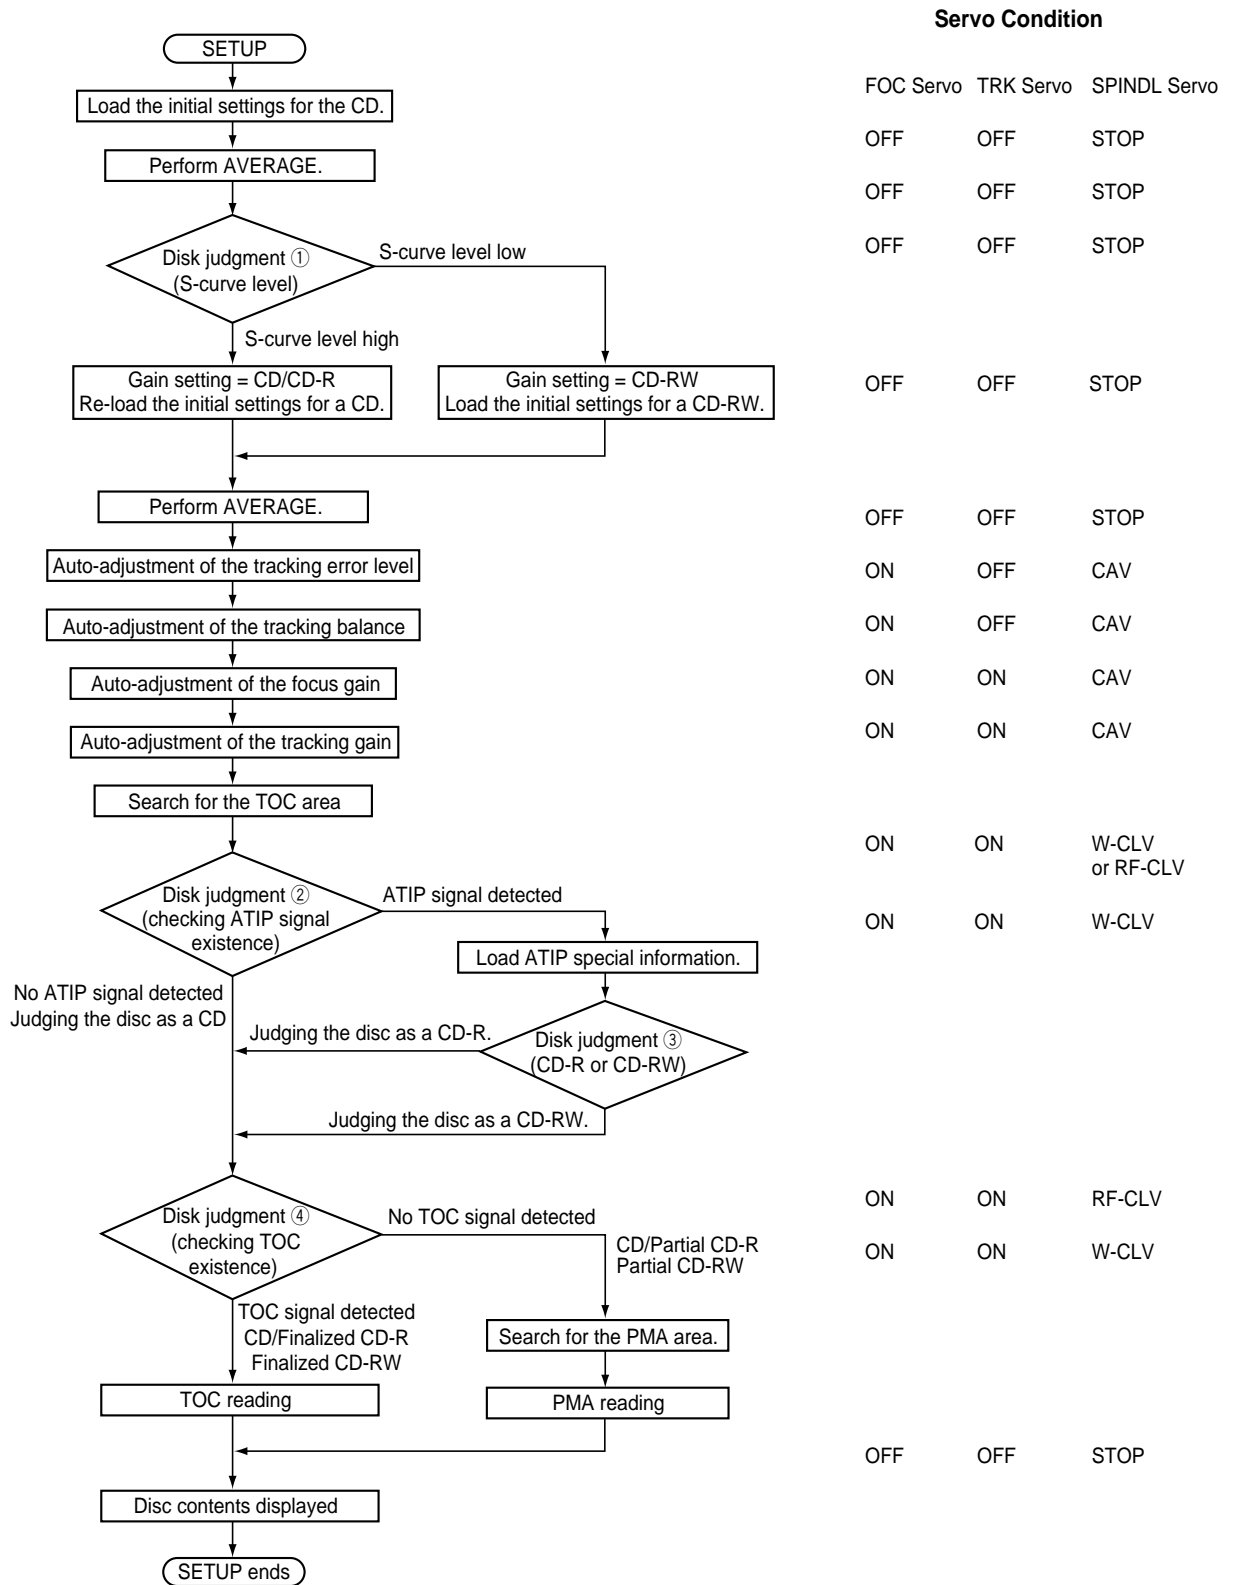 Servo Condition
SETUP
FOC Servo TRK Servo SPINDL Servo
Load the initial settings for the CD.
OFF OFF STOP
Perform AVERAGE.
OFF OFF STOP
Disk judgment ①
(S-curve level)
S-curve level low
OFF OFF STOP
S-curve level high
Gain setting = CD/CD-R
Re-load the initial settings for a CD.
Gain setting = CD-RW
Load the initial settings for a CD-RW.
OFF OFF STOP
Perform AVERAGE.
OFF OFF STOP
Auto-adjustment of the tracking error level
ON OFF CAV
Auto-adjustment of the tracking balance
ON OFF CAV
Auto-adjustment of the focus gain
ON ON CAV
Auto-adjustment of the tracking gain
ON ON CAV
Search for the TOC area
ON ON W-CLV
or RF-CLV
Disk judgment ②
(checking ATIP signal
existence)
ATIP signal detected
ON ON W-CLV
Load ATIP special information.
No ATIP signal detected
Judging the disc as a CD
Judging the disc as a CD-R.
Disk judgment ③
(CD-R or CD-RW)
Judging the disc as a CD-RW.
Disk judgment ④
(checking TOC
existence)
No TOC signal detected
ON ON RF-CLV
CD/Partial CD-R
Partial CD-RW
ON ON W-CLV
TOC signal detected
CD/Finalized CD-R
Finalized CD-RW
Search for the PMA area.
TOC reading
PMA reading
OFF OFF STOP
Disc contents displayed
SETUP ends